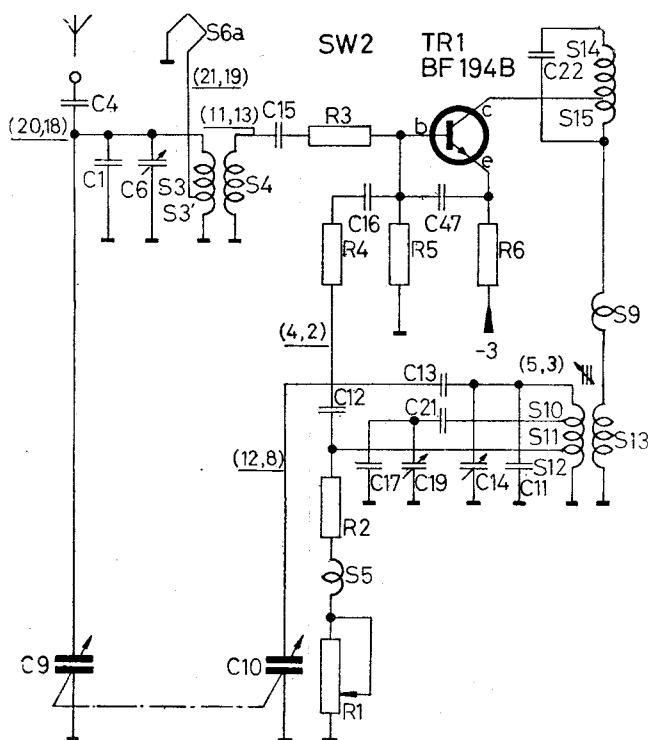 S6a
SW2
TR1
BF194B
S14
C22
S15
C4
(21,19)
(20,18)
(11,13)
C15
R3
b
c
e
C1
C6
S3
S3'
S4
C16
C47
R4
R5
R6
S9
-3
(4,2)
(5,3)
C13
C12
C21
S10
S11
S13
(12,8)
S12
C17
C19
C14
C11
R2
S5
C9
C10
R1